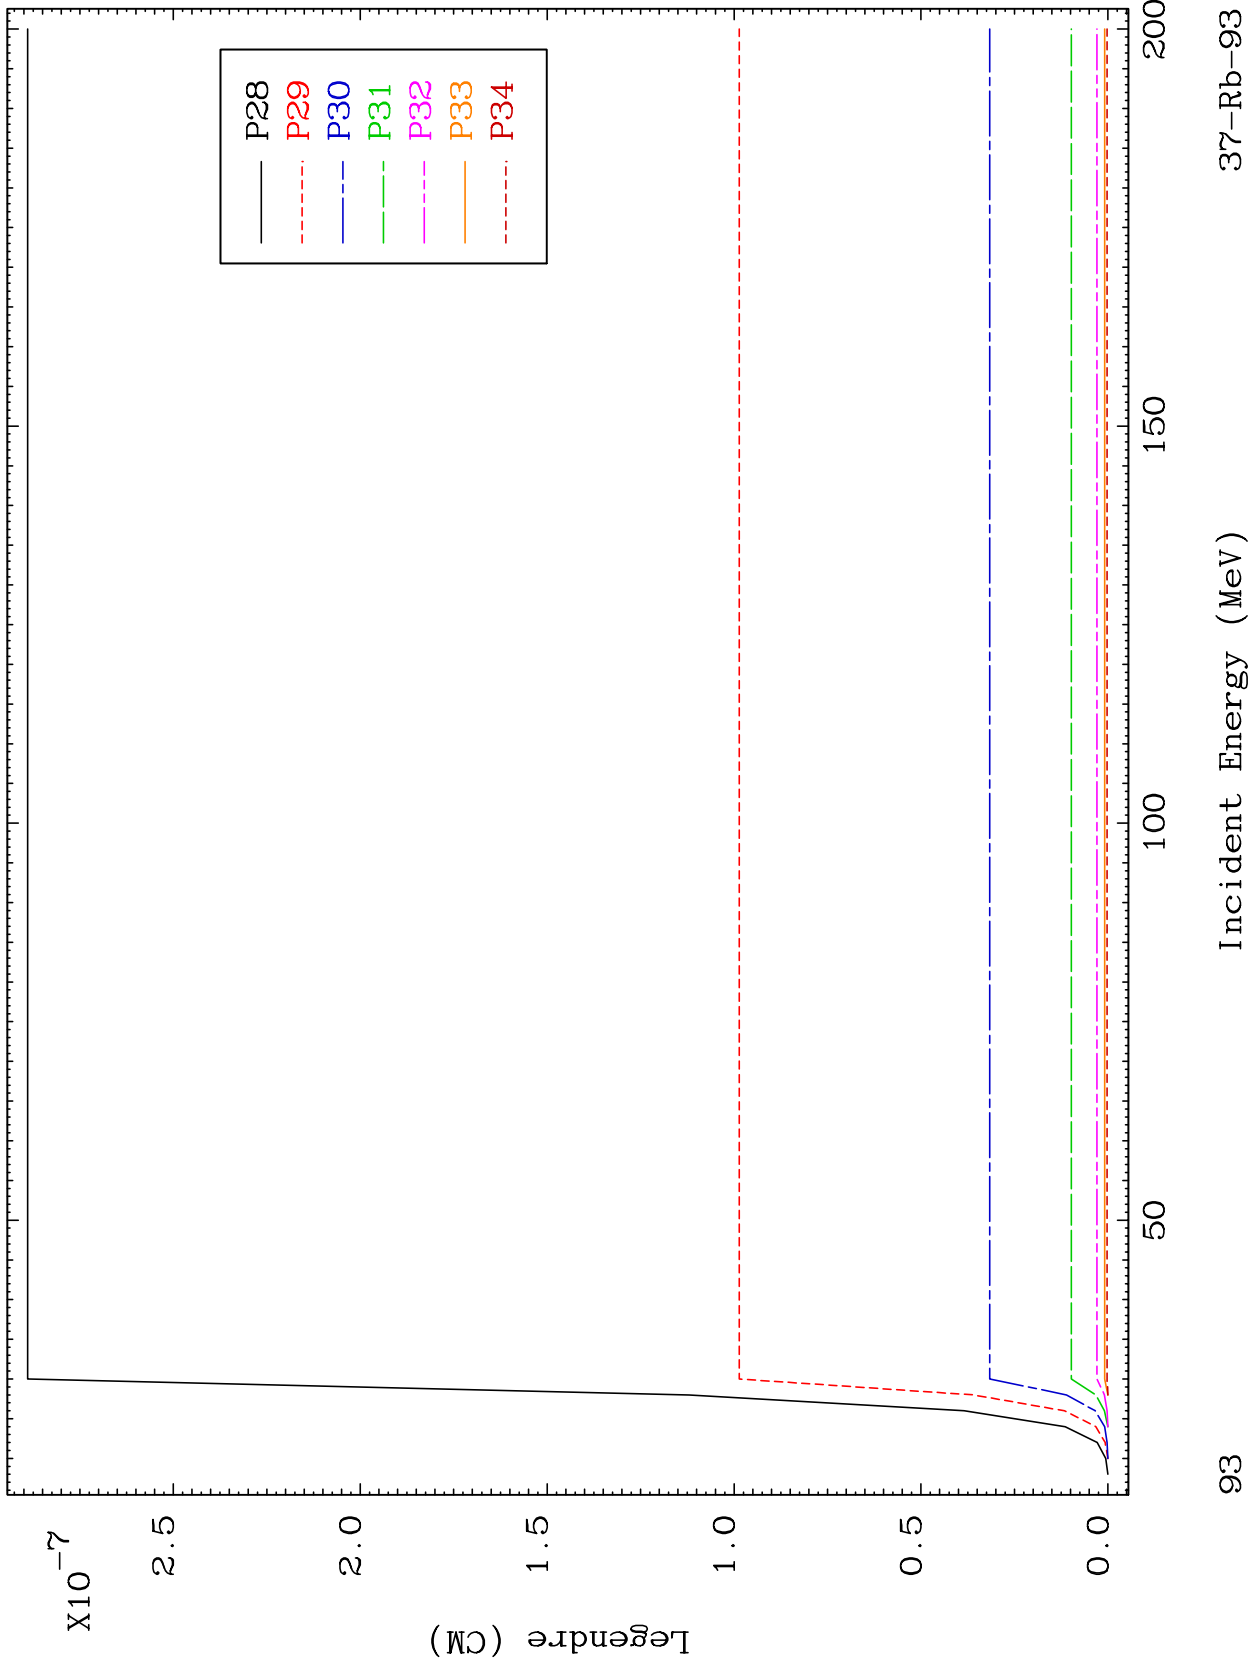 X10-7
2.5
2.0
1.5
1.0
0.5
0.0
Legendre (CM)
P28
P29
P30
P31
P32
P33
P34
50
100
150
200
93
Incident Energy (MeV)
37-Rb-93